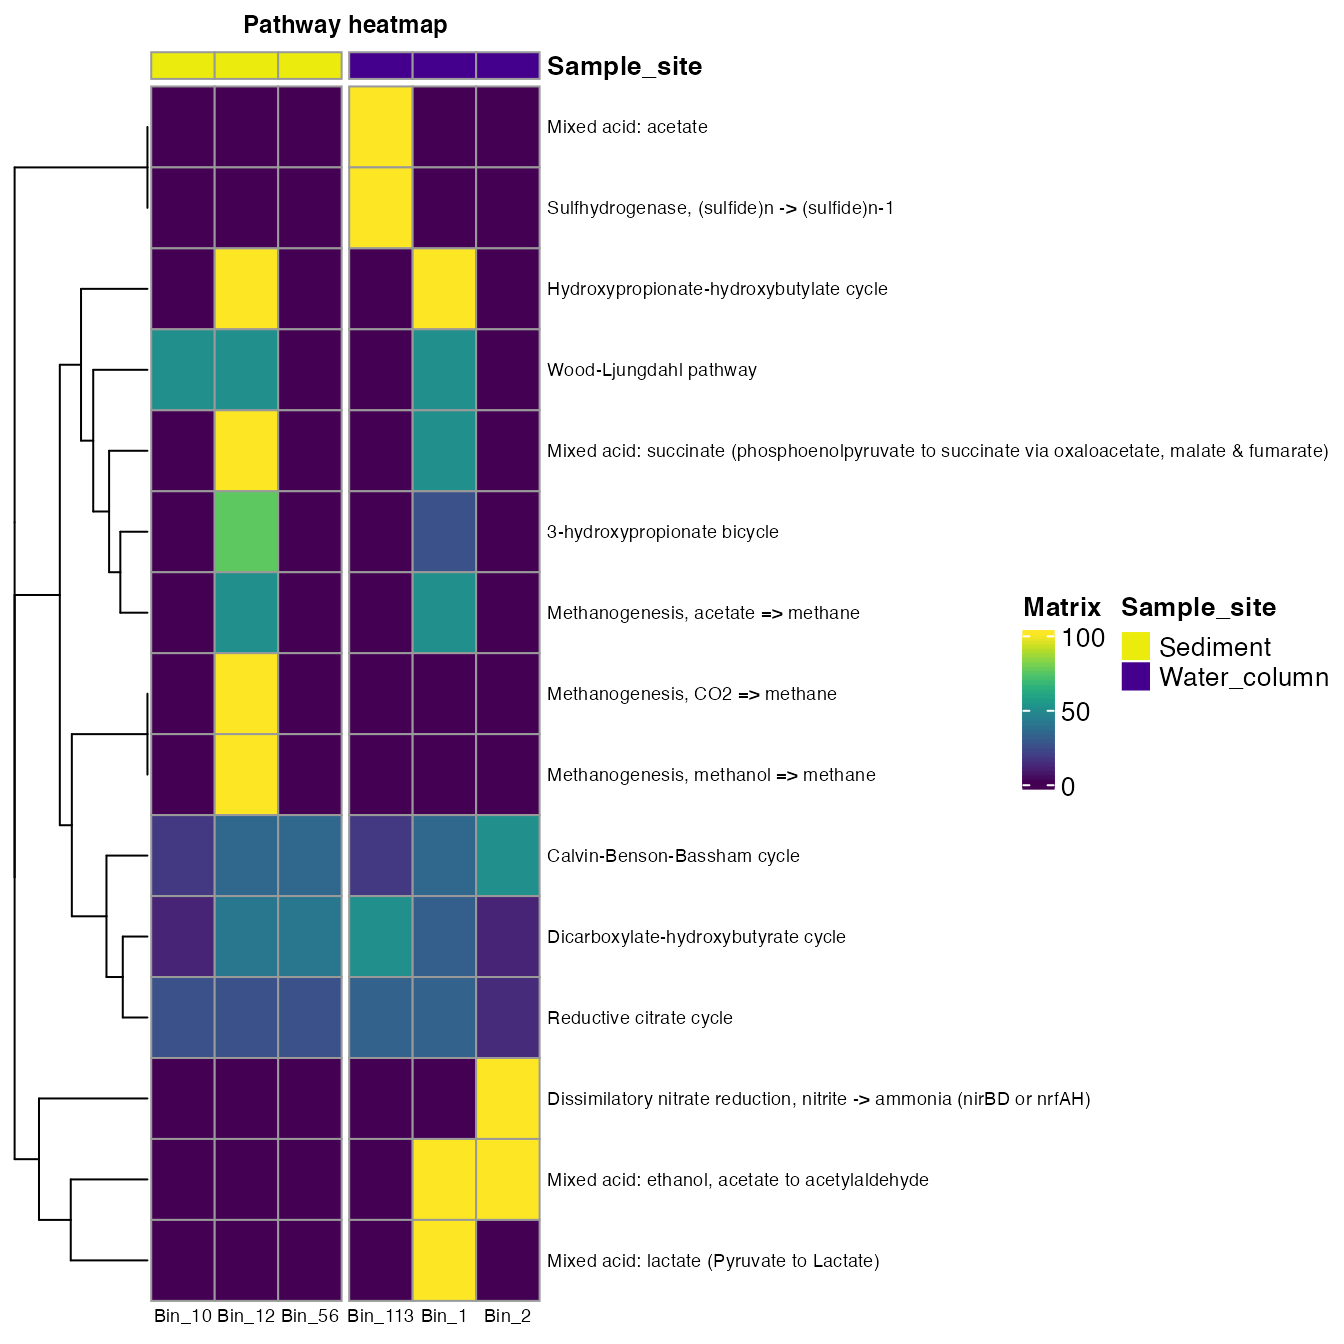 Pathway heatmap
Sample_site
Mixed acid: acetate
Sulfhydrogenase, (sulfide)n -> (sulfide)n-1
Hydroxypropionate-hydroxybutylate cycle
Wood-Ljungdahl pathway
Mixed acid: succinate (phosphoenolpyruvate to succinate via oxaloacetate, malate & fumarate)
3-hydroxypropionate bicycle
Methanogenesis, acetate => methane
Methanogenesis, CO2 => methane
Methanogenesis, methanol => methane
Calvin-Benson-Bassham cycle
Dicarboxylate-hydroxybutyrate cycle
Reductive citrate cycle
Dissimilatory nitrate reduction, nitrite -> ammonia (nirBD or nrfAH)
Mixed acid: ethanol, acetate to acetylaldehyde
Mixed acid: lactate (Pyruvate to Lactate)
Bin_10 Bin_12 Bin_56 Bin_113 Bin_1 Bin_2
Matrix
100
50
0
Sample_site
Sediment
Water_column